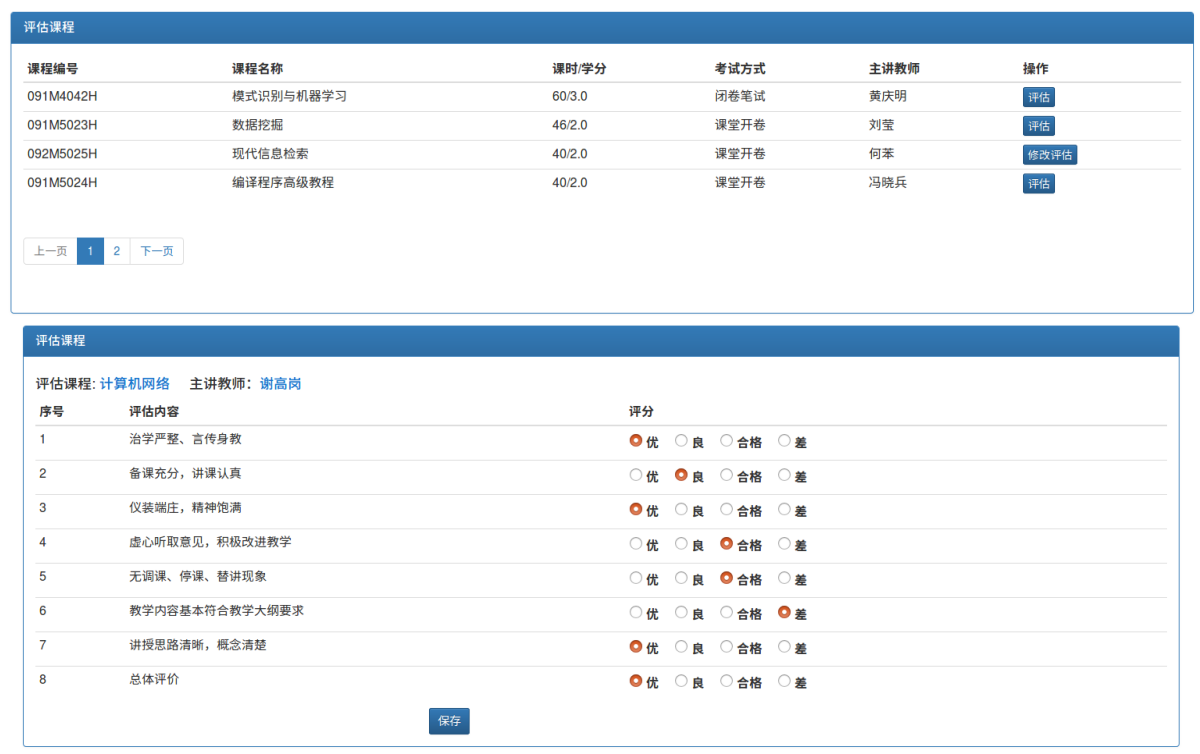 评估课程
课程编号 课程名称 课时/学分 考试方式 主讲教师 操作
091M4042H 模式识别与机器学习 60/3.0 闭卷笔试 黄庆明 评估
091M5023H 数据挖掘 46/2.0 课堂开卷 刘莹 评估
092M5025H 现代信息检索 40/2.0 课堂开卷 何苯 修改评估
091M5024H 编译程序高级教程 40/2.0 课堂开卷 冯晓兵 评估
上一页 1 2 下一页
评估课程
评估课程: 计算机网络 主讲教师: 谢高岗
序号 评估内容 评分
1 治学严整、言传身教 优 良 合格 差
2 备课充分，讲课认真 优 良 合格 差
3 仪装端庄，精神饱满 优 良 合格 差
4 虚心听取意见，积极改进教学 优 良 合格 差
5 无调课、停课、替讲现象 优 良 合格 差
6 教学内容基本符合教学大纲要求 优 良 合格 差
7 讲授思路清晰，概念清楚 优 良 合格 差
8 总体评价 优 良 合格 差
保存